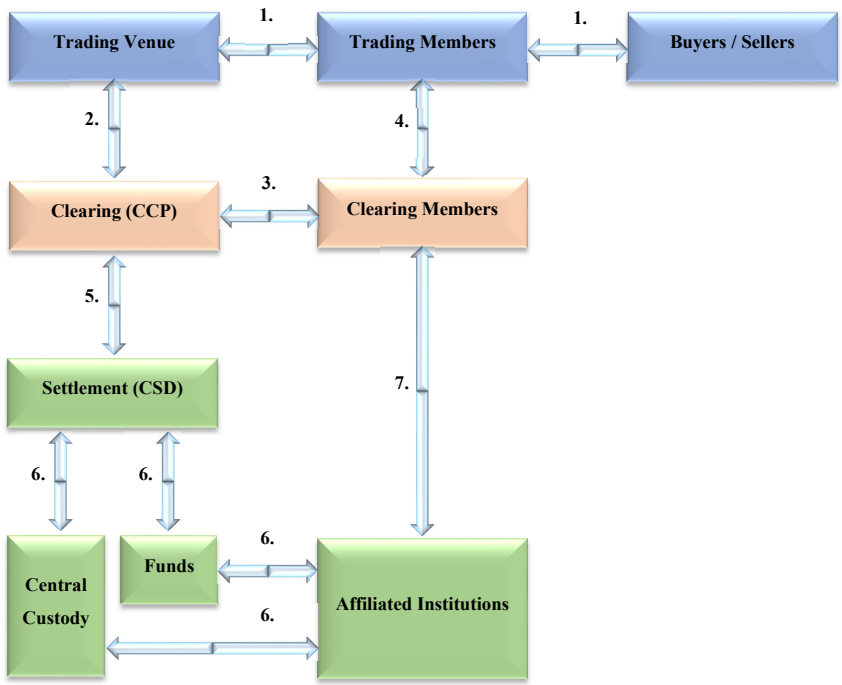 1.
1.
Trading Venue
Trading Members
Buyers / Sellers
2.
4.
3.
Clearing (CCP)
Clearing Members
5.
Settlement (CSD)
7.
6.
6.
6.
Funds
Central
Custody
Affiliated Institutions
6.